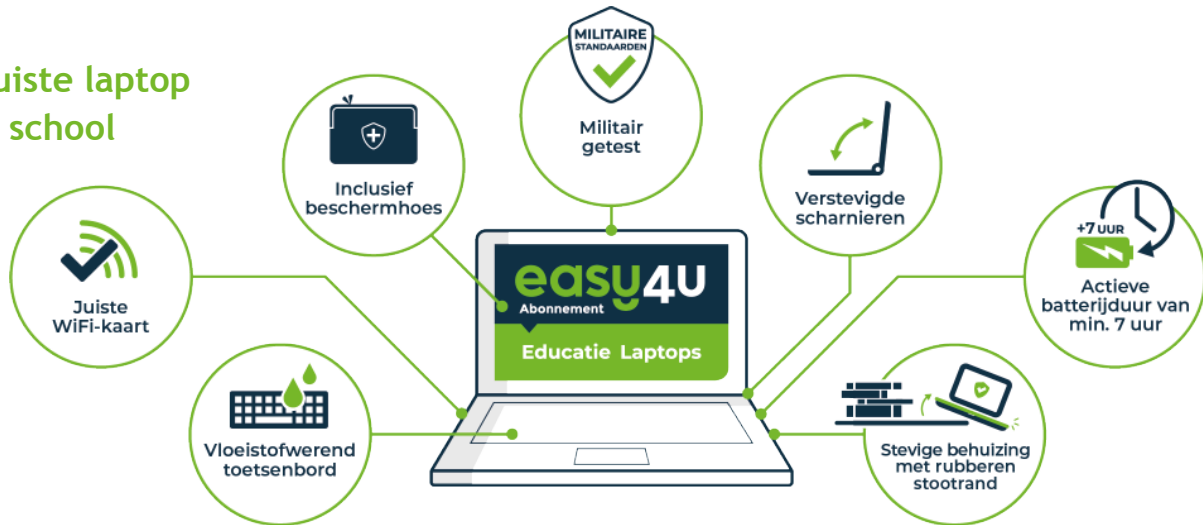 uiste laptop
school
MILITAIRE
STANDAARDEN
Militair
getest
Inclusief
beschermhoes
Verstevigde
scharnieren
Juiste
WiFi-kaart
+7 UUR
Actieve
batterijduur van
min. 7 uur
easy4u
Abonnement
Educatie Laptops
Vloeistofwerend
toetsenbord
Stevige behuizing
met rubberen
stootrand